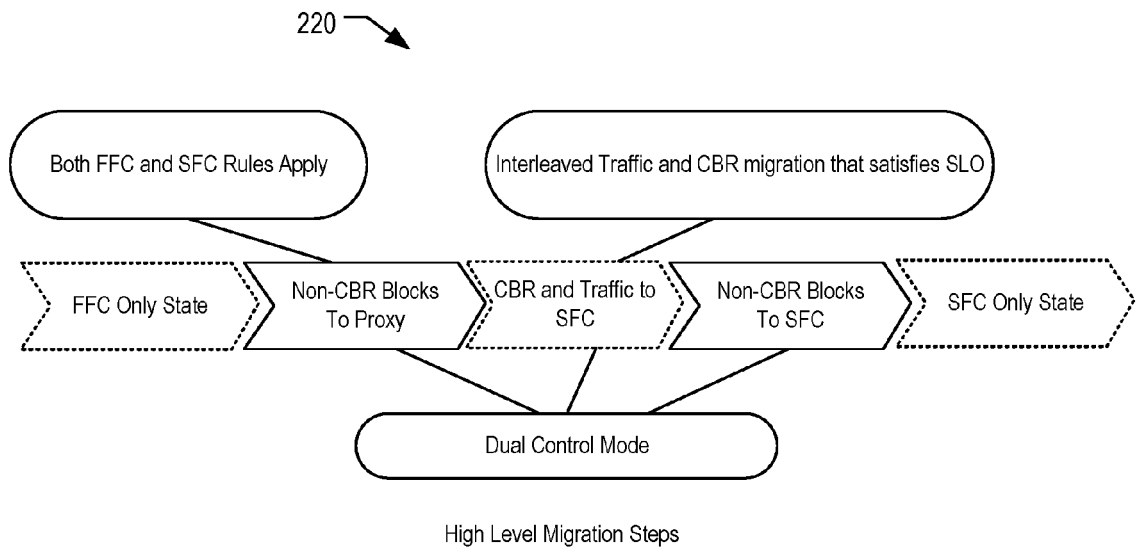 220
Both FFC and SFC Rules Apply
Interleaved Traffic and CBR migration that satisfies SLO
FFC Only State
Non-CBR Blocks
To Proxy
CBR and Traffic to
SFC
Non-CBR Blocks
To SFC
SFC Only State
Dual Control Mode
High Level Migration Steps